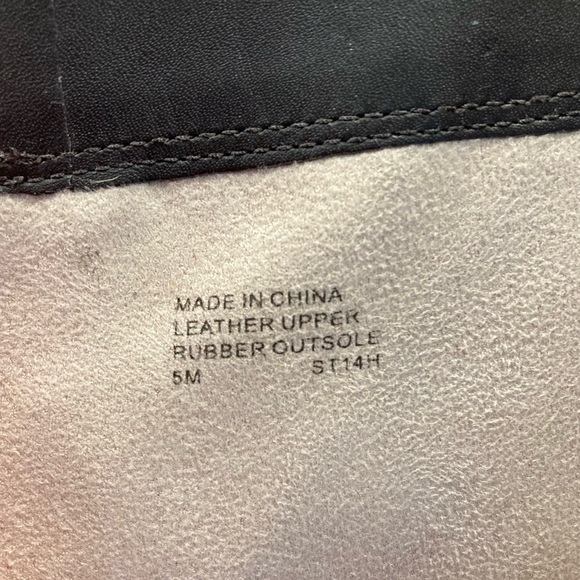 MADE IN CHINA
LEATHER UPPER
RUBBER OUTSOLE
5M ST14H